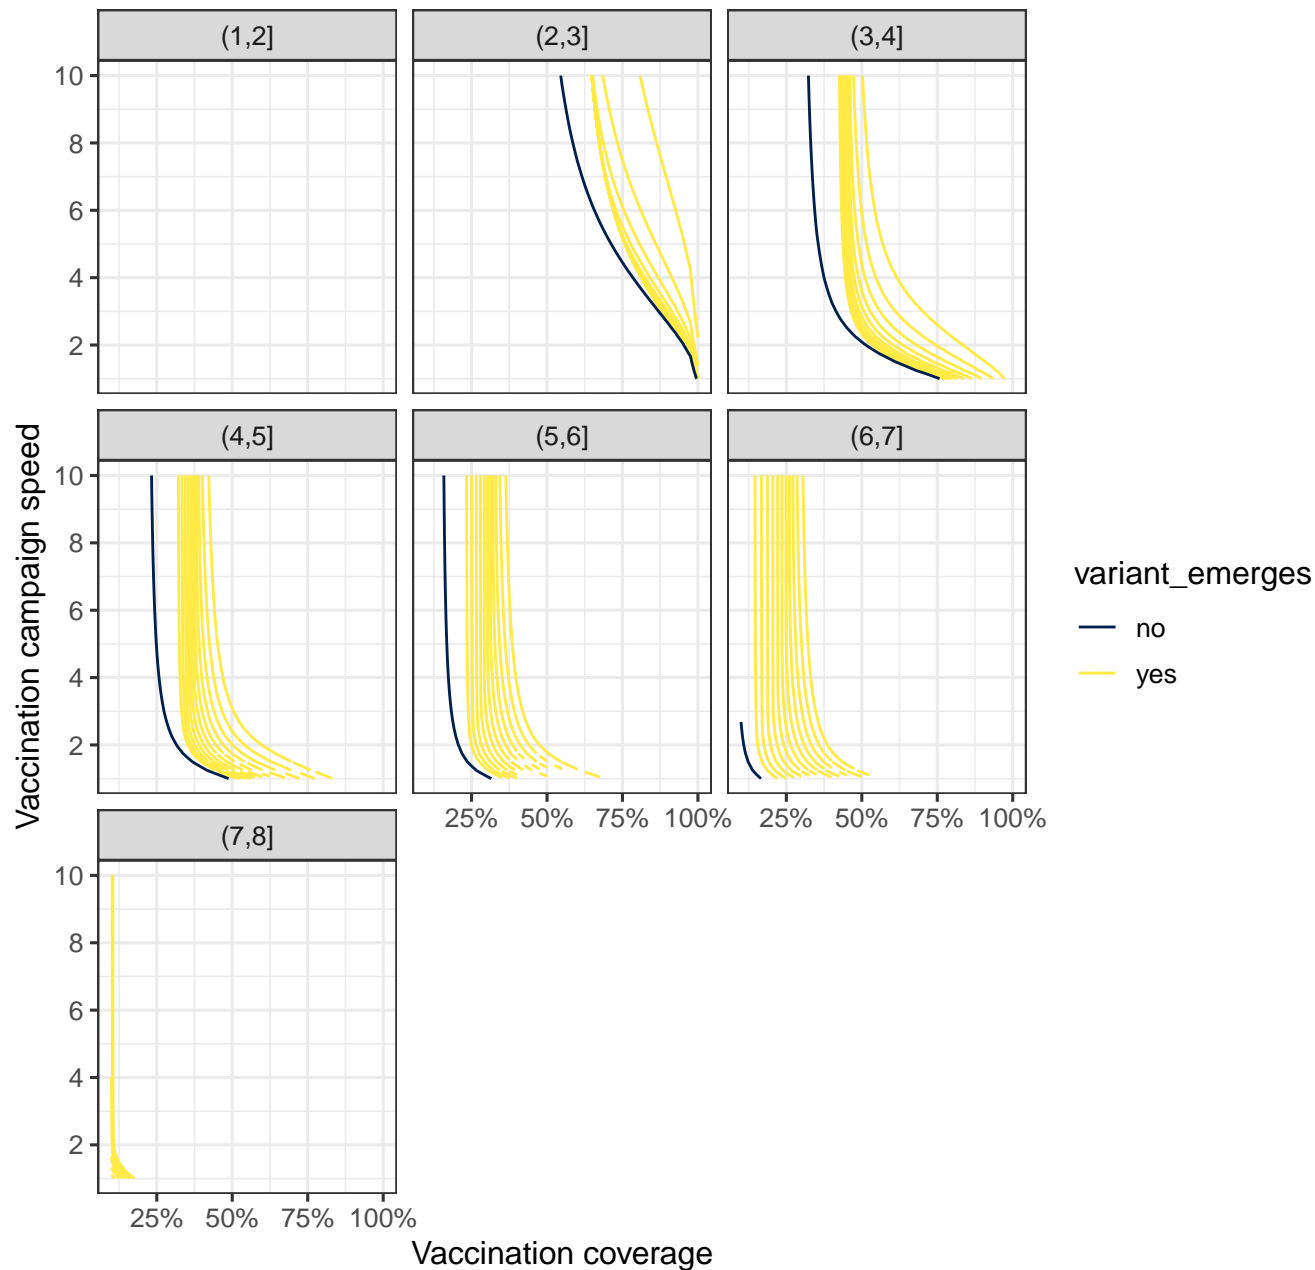 (1,2]
(2,3]
(3,4]
10
8
6
4
2
(4,5]
(5,6]
(6,7]
10
8
6
4
2
25% 50% 75% 100%
25% 50% 75% 100%
(7,8]
10
8
6
4
2
25% 50% 75% 100%
Vaccination campaign speed
Vaccination coverage
variant_emerges
no
yes